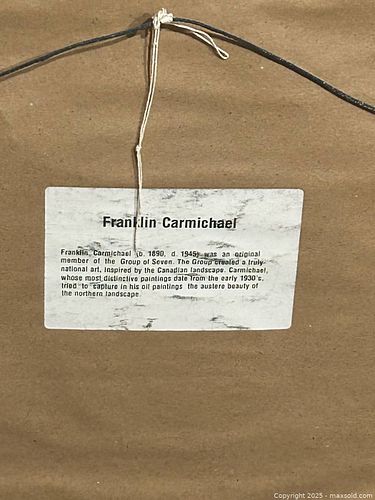 Franklin Carmichael
Franklin Carmichael (b. 1890, d. 1945) was an original
member of the Group of Seven. The Group created a truly
national art, inspired by the Canadian landscape. Carmichael,
whose most distinctive paintings date from the early 1930's,
tried to capture in his oil paintings the austere beauty of
the northern landscape.
Copyright 2025 - maxsold.com